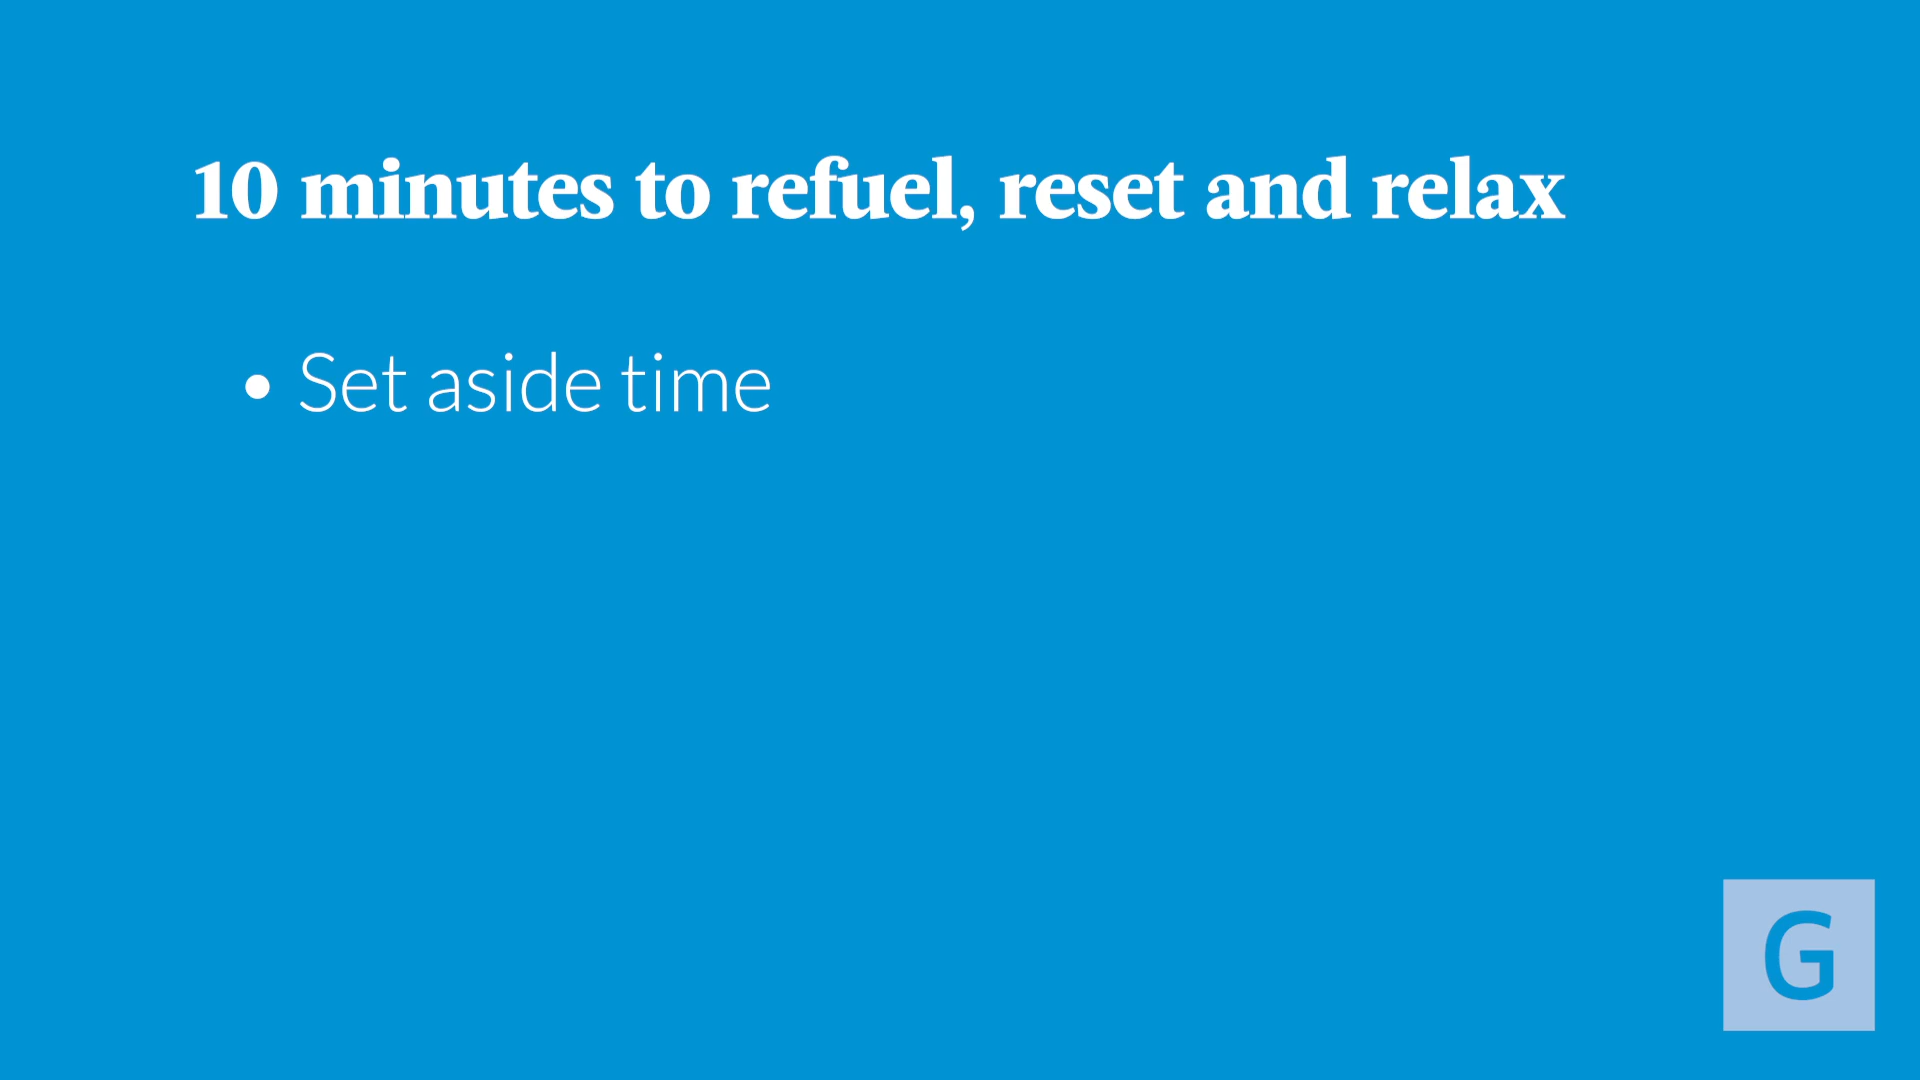 10 minutes to refuel, reset and relax
• Set aside time
G